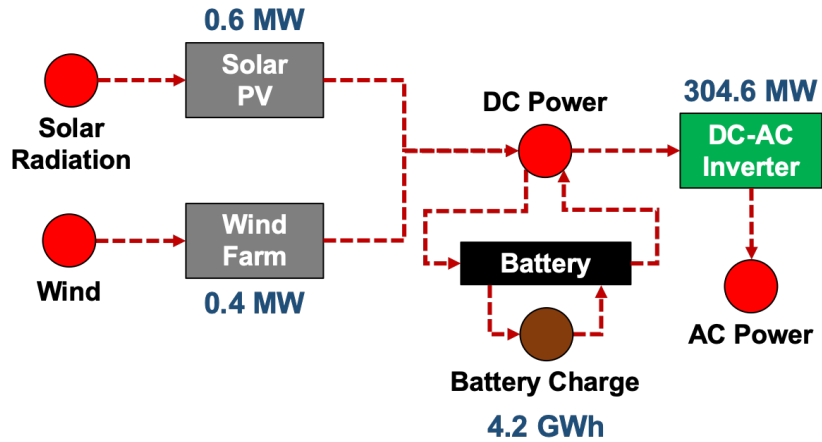 0.6 MW
Solar
PV
Solar
Radiation
Wind
Farm
Wind
0.4 MW
DC Power
304.6 MW
DC-AC
Inverter
Battery
AC Power
Battery Charge
4.2 GWh